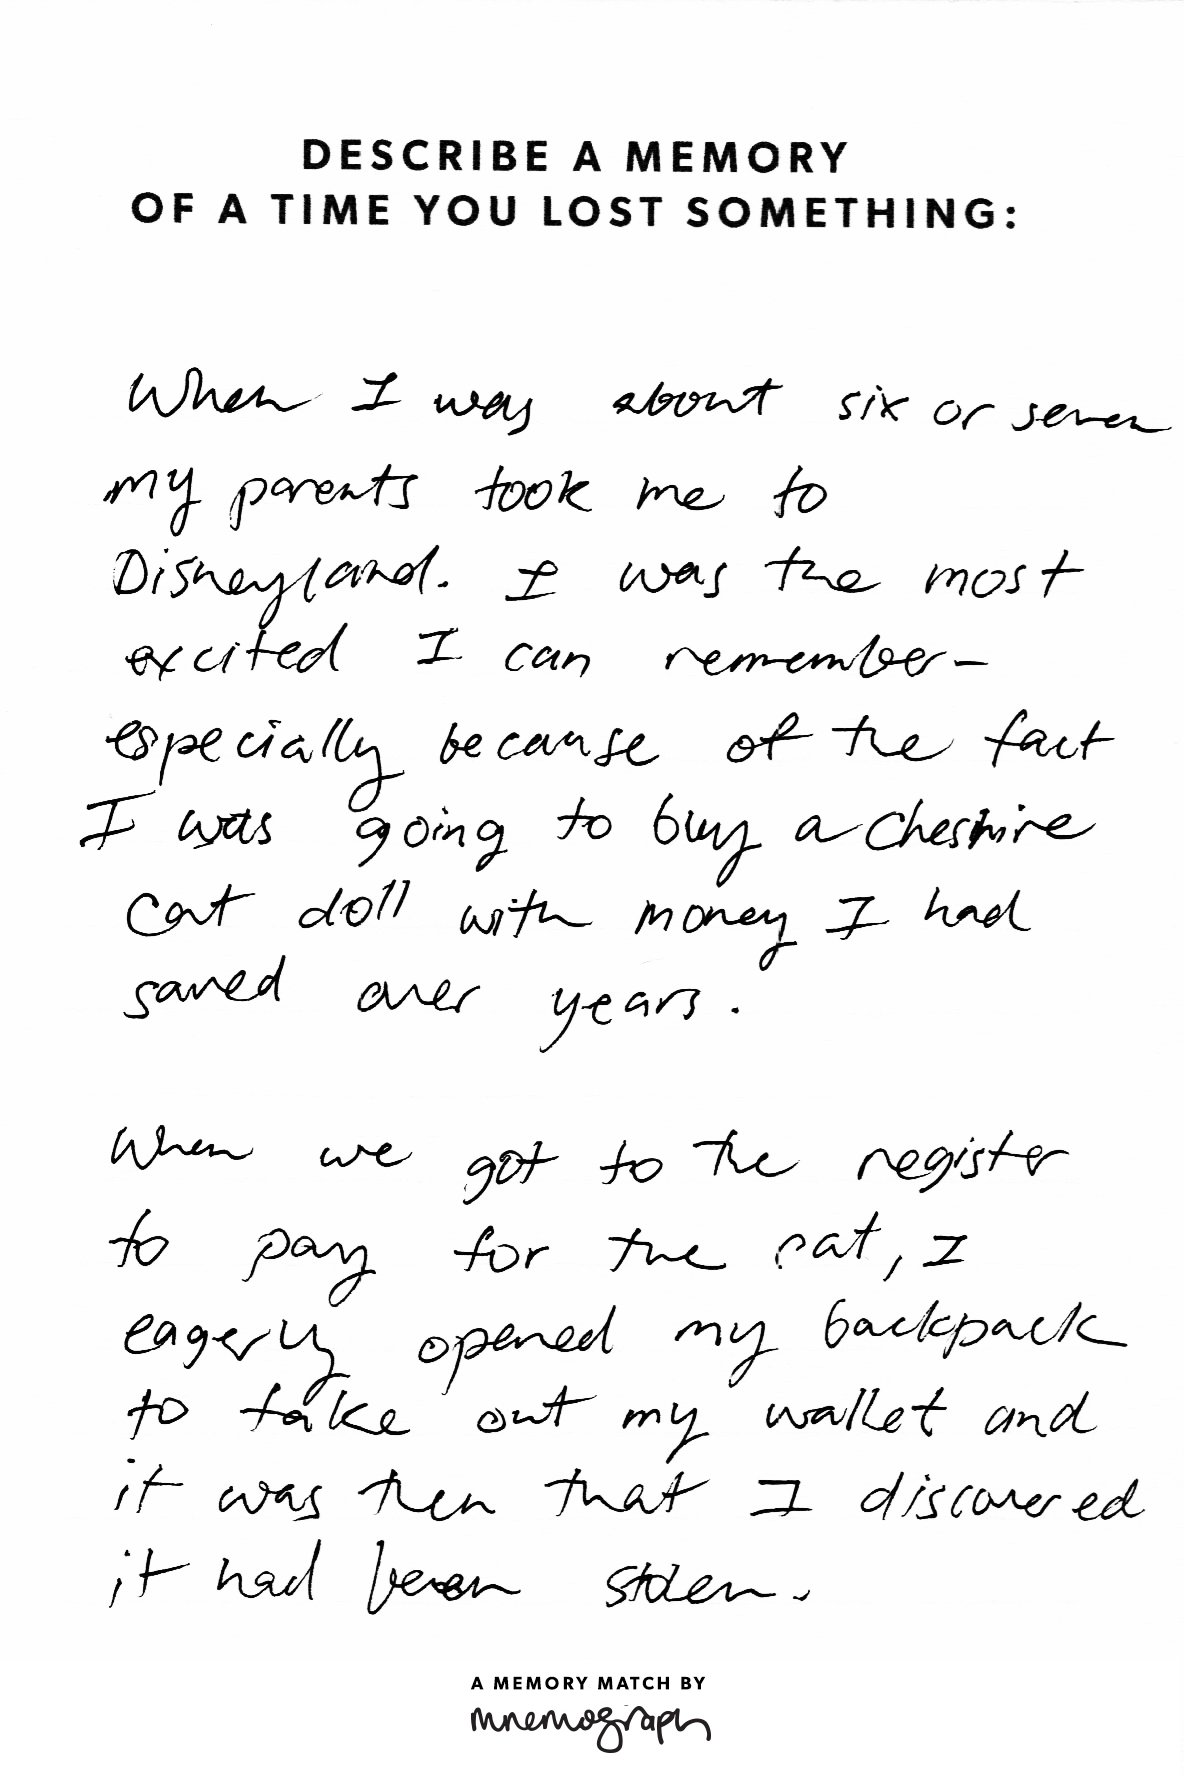 DESCRIBE A MEMORY
OF A TIME YOU LOST SOMETHING:
When I was about six or seven
my parents took me to
Disneyland. I was the most
excited I can remember–
especially because of the fact
I was going to buy a Cheshire
Cat doll with money I had
saved over years.
When we got to the register
to pay for the cat, I
eagerly opened my backpack
to take out my wallet and
it was then that I discovered
it had been stolen.
A MEMORY MATCH BY
mnemograph